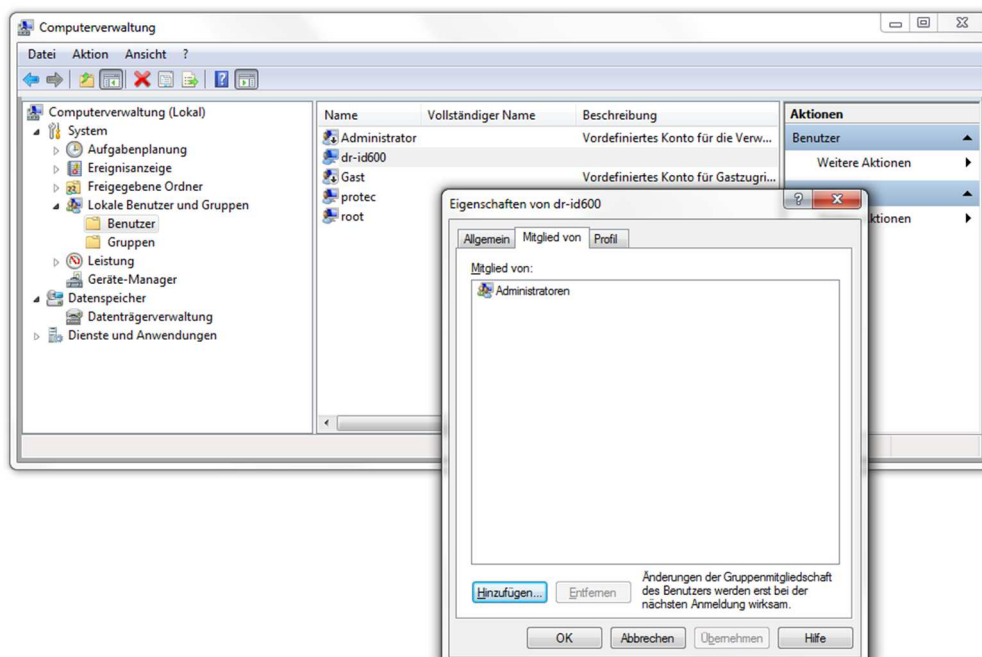 Computerverwaltung
Datei Aktion Ansicht ?
Computerverwaltung (Lokal)
System
Aufgabenplanung
Ereignisanzeige
Freigegebene Ordner
Lokale Benutzer und Gruppen
Benutzer
Gruppen
Leistung
Geräte-Manager
Datenspeicher
Datenträgerverwaltung
Dienste und Anwendungen
Name Vollständiger Name Beschreibung
Administrator Vordefiniertes Konto für die Verw...
dr-id600
Gast Vordefiniertes Konto für Gastzugri...
protec
root
Aktionen
Benutzer
Weitere Aktionen
ktionen
Eigenschaften von dr-id600
?
Allgemein Mitglied von Profil
Mitglied von:
Administratoren
Hinzufügen... Entfernen
Änderungen der Gruppenmitgliedschaft
des Benutzers werden erst bei der
nächsten Anmeldung wirksam.
OK Abbrechen Übernehmen Hilfe